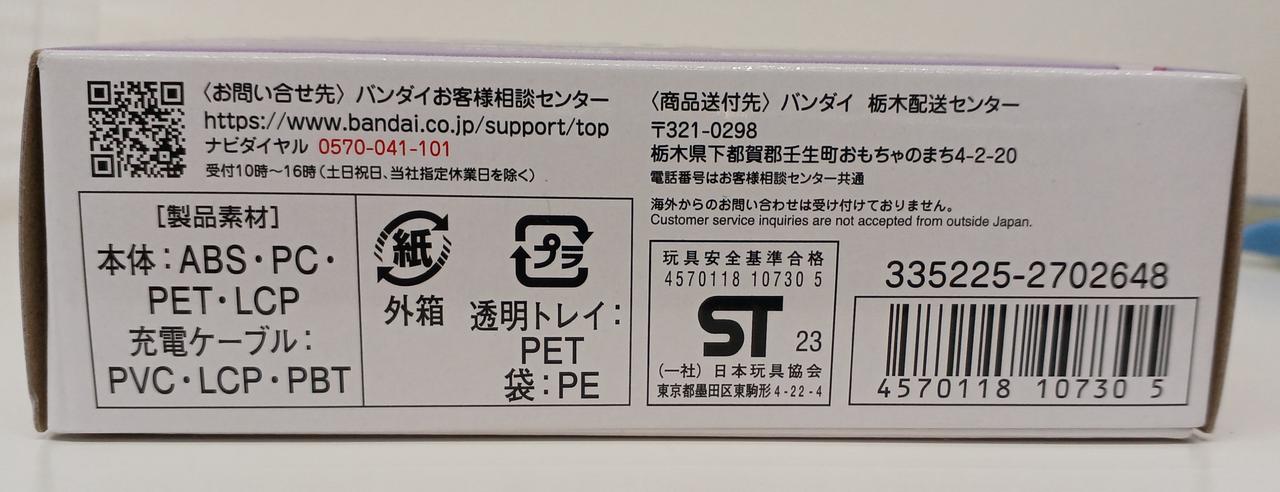 〈お問い合せ先〉バンダイお客様相談センター
https://www.bandai.co.jp/support/top
ナビダイヤル 0570-041-101
受付10時～16時(土日祝日、当社指定休業日を除く)
〈商品送付先〉バンダイ 栃木配送センター
〒321-0298
栃木県下都賀郡壬生町おもちゃのまち4-2-20
電話番号はお客様相談センター共通
海外からのお問い合わせは受け付けておりません。
Customer service inquiries are not accepted from outside Japan.
[製品素材]
本体：ABS・PC・
PET・LCP
充電ケーブル：
PVC・LCP・PBT
紙
外箱
プラ
透明トレイ：
PET
袋：PE
玩具安全基準合格
4570118 10730 5
ST 23
(一社) 日本玩具協会
東京都墨田区東駒形4-22-4
335225-2702648
4570118 107305